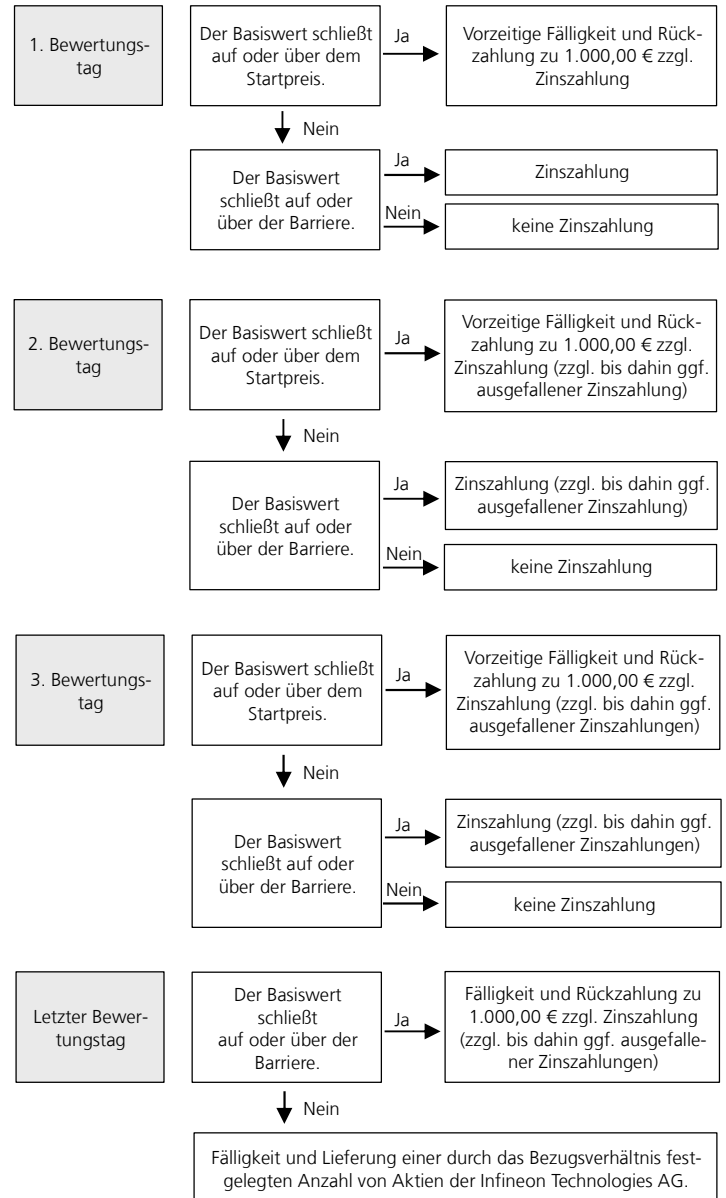 1. Bewertungs-
tag
Der Basiswert schließt
auf oder über dem
Startpreis.
Ja
Vorzeitige Fälligkeit und Rück-
zahlung zu 1.000,00 € zzgl.
Zinszahlung
Nein
Der Basiswert
schließt auf oder
über der Barriere.
Ja
Zinszahlung
Nein
keine Zinszahlung
2. Bewertungs-
tag
Der Basiswert schließt
auf oder über dem
Startpreis.
Ja
Vorzeitige Fälligkeit und Rück-
zahlung zu 1.000,00 € zzgl.
Zinszahlung (zzgl. bis dahin ggf.
ausgefallener Zinszahlung)
Nein
Der Basiswert
schließt auf oder
über der Barriere.
Ja
Zinszahlung (zzgl. bis dahin ggf.
ausgefallener Zinszahlung)
Nein
keine Zinszahlung
3. Bewertungs-
tag
Der Basiswert schließt
auf oder über dem
Startpreis.
Ja
Vorzeitige Fälligkeit und Rück-
zahlung zu 1.000,00 € zzgl.
Zinszahlung (zzgl. bis dahin ggf.
ausgefallener Zinszahlungen)
Nein
Der Basiswert
schließt auf oder
über der Barriere.
Ja
Zinszahlung (zzgl. bis dahin ggf.
ausgefallener Zinszahlungen)
Nein
keine Zinszahlung
Letzter Bewer-
tungstag
Der Basiswert
schließt
auf oder über der
Barriere.
Ja
Fälligkeit und Rückzahlung zu
1.000,00 € zzgl. Zinszahlung
(zzgl. bis dahin ggf. ausgefalle-
ner Zinszahlungen)
Nein
Fälligkeit und Lieferung einer durch das Bezugsverhältnis fest-
gelegten Anzahl von Aktien der Infineon Technologies AG.